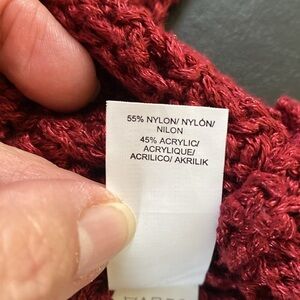 55% NYLON/ NYLÓN/
NILON
45% ACRYLIC/
ACRYLIQUE/
ACRILICO/ AKRILIK